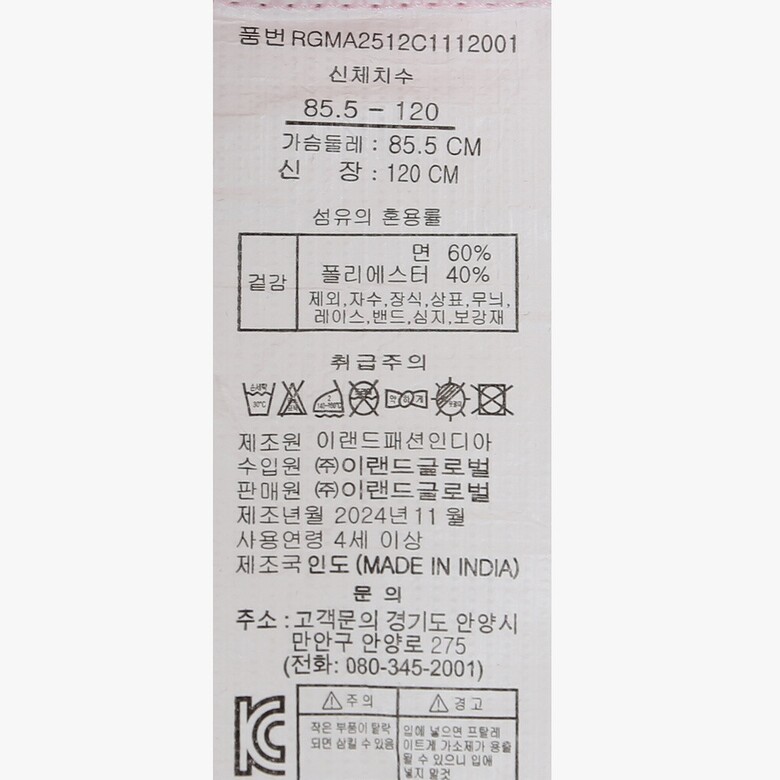 품번 RGMA2512C1112001
신체치수
85.5 - 120
가슴둘레 : 85.5 CM
신 장 : 120 CM
섬유의 혼용률
겉감
면 60%
폴리에스터 40%
제외,자수,장식,상표,무늬,
레이스,밴드,심지,보강재
취급주의
손세탁
30℃
약하게
제조원 이랜드패션인디아
수입원 ㈜이랜드글로벌
판매원 ㈜이랜드글로벌
제조년월 2024년 11월
사용연령 4세 이상
제조국 인도 (MADE IN INDIA)
문 의
주소 : 고객문의 경기도 안양시
만안구 안양로 275
(전화: 080-345-2001)
주의
작은 부품이 탈락
되면 삼킬 수 있음
경고
입에 넣으면 프탈레
이트계 가소제가 용출
될 수 있으니 입에
넣지 말것